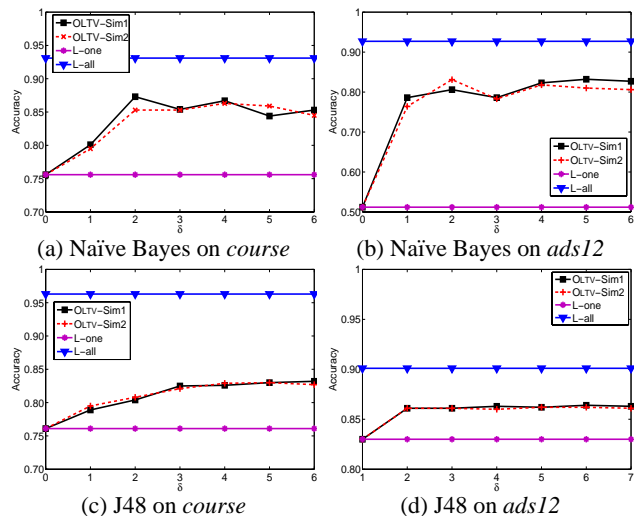 1
0.95
0.90
0.85
0.80
0.75
0.70
Accuracy
0 1 2 3 4 5 6
δ
OLTV-Sim1
OLTV-Sim2
L-one
L-all
(a) Naïve Bayes on course
1
0.90
0.80
0.70
0.60
0.50
Accuracy
1 2 3 4 5 6 7
δ
OLTV-Sim1
OLTV-Sim2
L-one
L-all
(b) Naïve Bayes on ads12
1
0.95
0.90
0.85
0.80
0.75
0.70
Accuracy
0 1 2 3 4 5 6
δ
OLTV-Sim1
OLTV-Sim2
L-one
L-all
(c) J48 on course
1
0.95
0.90
0.85
0.80
Accuracy
1 2 3 4 5 6 7
δ
OLTV-Sim1
OLTV-Sim2
L-one
L-all
(d) J48 on ads12